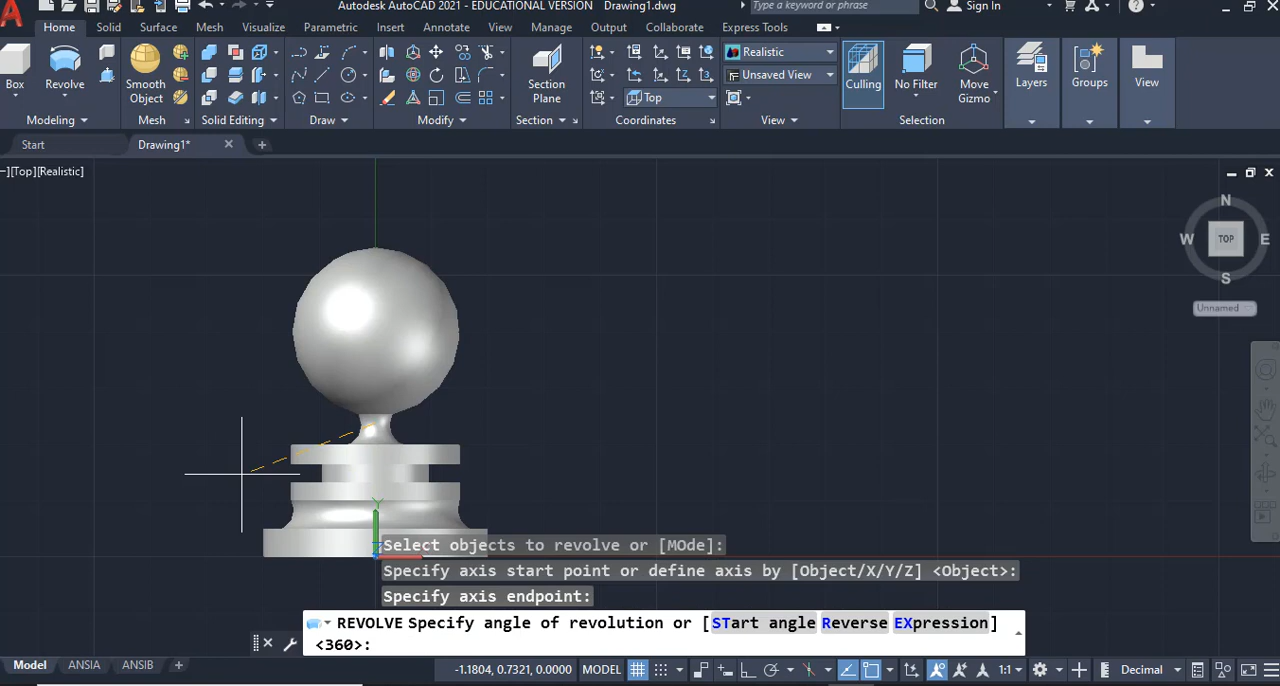 Autodesk AutoCAD 2021 - EDUCATIONAL VERSION Drawing1.dwg Type a keyword or phrase Sign In
Home Solid Surface Mesh Visualize Parametric Insert Annotate View Manage Output Collaborate Express Tools
Realistic
Unsaved View
Top
Box Revolve Smooth Object Section Plane Culling No Filter Move Gizmo Layers Groups View
Modeling Mesh Solid Editing Draw Modify Section Coordinates View Selection
Start Drawing1*
[Top][Realistic]
N
W TOP E
S
Unnamed
Y
Select objects to revolve or [MOde]:
Specify axis start point or define axis by [Object/X/Y/Z] <Object>:
Specify axis endpoint:
REVOLVE Specify angle of revolution or [STart angle Reverse EXpression]
<360>:
Model ANSIA ANSIB + -1.1804, 0.7321, 0.0000 MODEL 1:1 Decimal